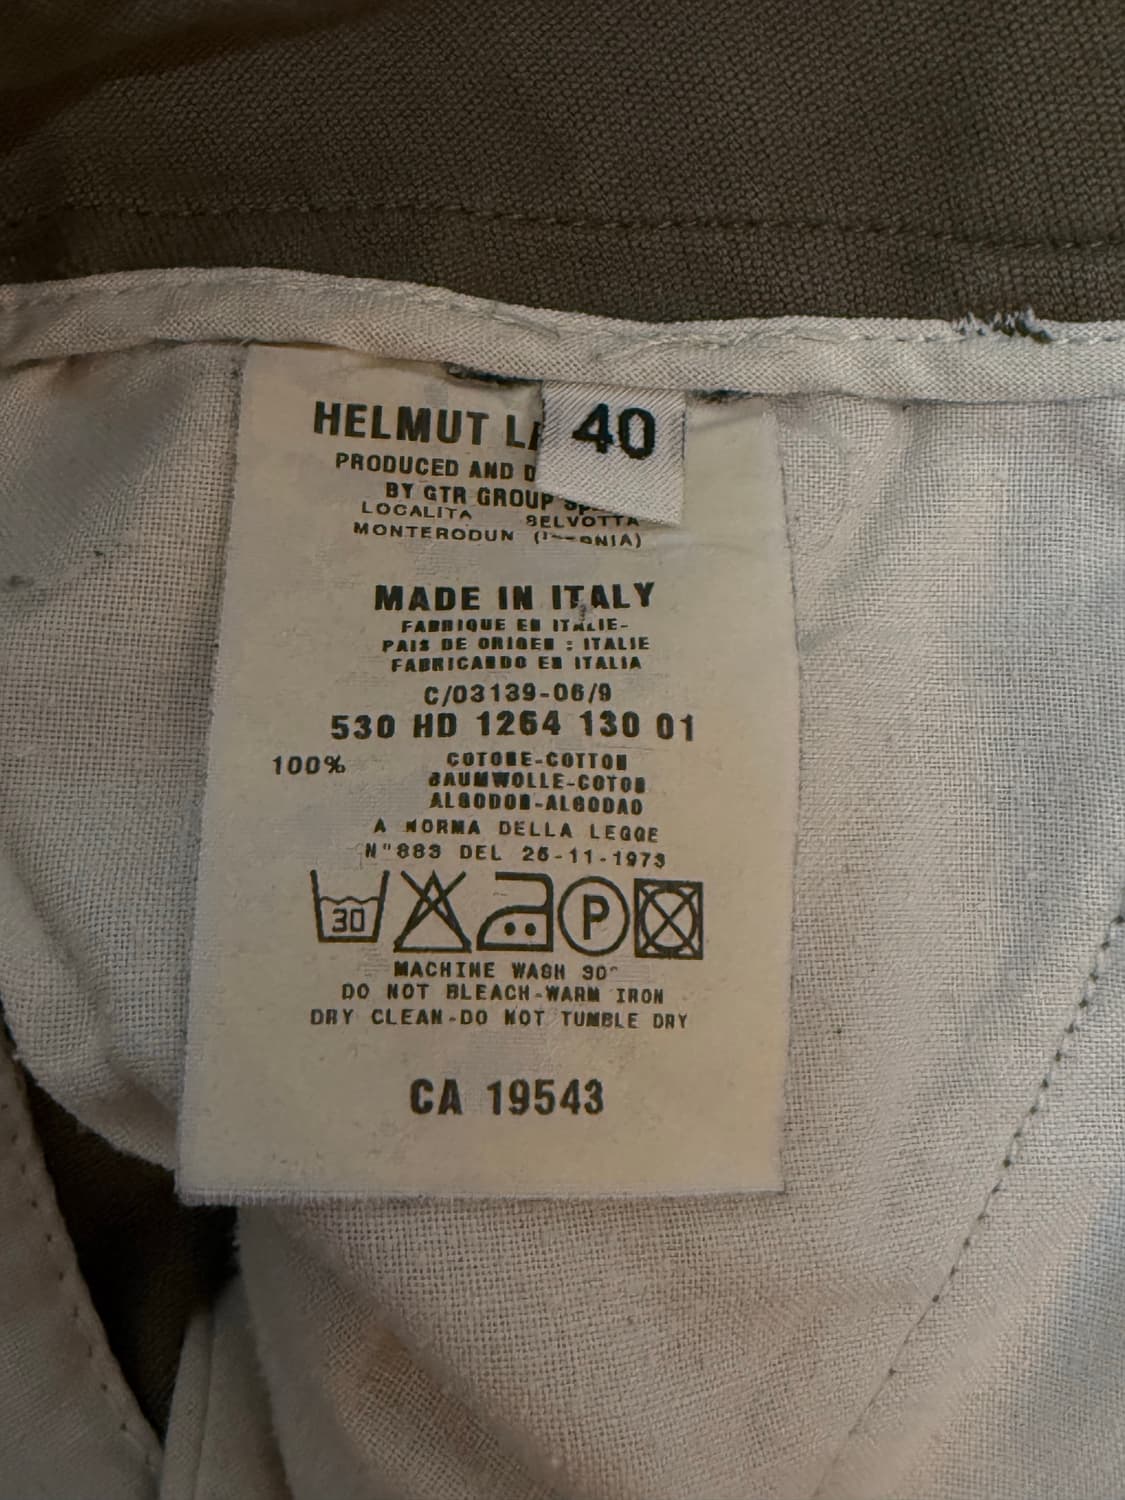 HELMUT
40
PRODUCED AND
BY GTR GROUP
LOCALITA SELVOTTA
MONTERODUN
MADE IN ITALY
FABRIQUE EN ITALIE-
PAIS DE ORIGEN : ITALIE
FABRICANDO EN ITALIA
C/03139-06/9
530 HD 1264 130 01
100% COTONE-COTTON
BAUMWOLLE-COTON
ALGODON-ALGODAO
A NORMA DELLA LEGGE
N°883 DEL 26-11-1973
30
P
MACHINE WASH 30°
DO NOT BLEACH-WARM IRON
DRY CLEAN-DO NOT TUMBLE DRY
CA 19543